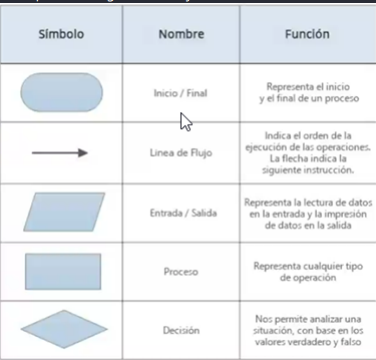 Símbolo Nombre Función
Inicio / Final
Representa el inicio
y el final de un proceso
Linea de Flujo
Indica el orden de la
ejecución de las operaciones.
La flecha indica la
siguiente instrucción.
Entrada / Salida
Representa la lectura de datos
en la entrada y la impresión
de datos en la salida
Proceso
Representa cualquier tipo
de operación
Decisión
Nos permite analizar una
situación, con base en los
valores verdadero y falso